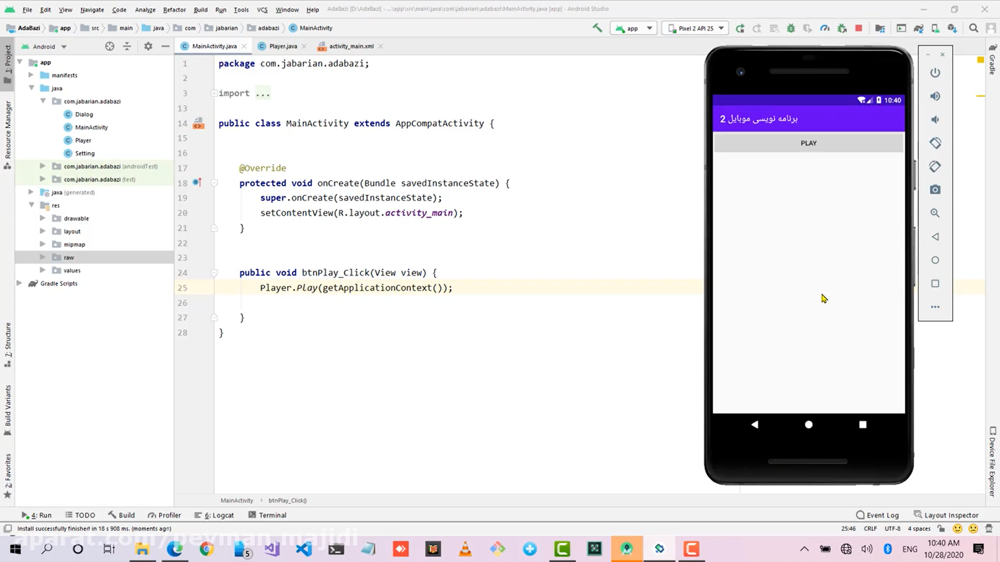 File Edit View Navigate Code Analyze Refactor Build Run Tools VCS Window Help AdaBazi [D:\AdaBazi] - ...\app\src\main\java\com\jabarian\adabazi\MainActivity.java [app] - Android Studio
AdaBazi app src main java com jabarian adabazi MainActivity app Pixel 2 API 25
Android MainActivity.java Player.java activity_main.xml
1: Project
Resource Manager
7: Structure
Build Variants
2: Favorites
app
manifests
java
com.jabarian.adabazi
Dialog
MainActivity
Player
Setting
com.jabarian.adabazi (androidTest)
com.jabarian.adabazi (test)
java (generated)
res
drawable
layout
mipmap
raw
values
Gradle Scripts
1 package com.jabarian.adabazi;
2
3 import ...
13
14 public class MainActivity extends AppCompatActivity {
15
16
17 @Override
18 protected void onCreate(Bundle savedInstanceState) {
19 super.onCreate(savedInstanceState);
20 setContentView(R.layout.activity_main);
21 }
22
23
24 public void btnPlay_Click(View view) {
25 Player.Play(getApplicationContext());
26
27 }
28 }
10:40
برنامه نویسی موبایل 2
PLAY
Gradle
Device File Explorer
MainActivity btnPlay_Click()
4: Run TODO Build Profiler 6: Logcat Terminal Event Log Layout Inspector
Install successfully finished in 18 s 908 ms. (moments ago) 25:46 CRLF UTF-8 4 spaces
aparat.com/peyman.majidi
5 ENG 10:40 AM
10/28/2020